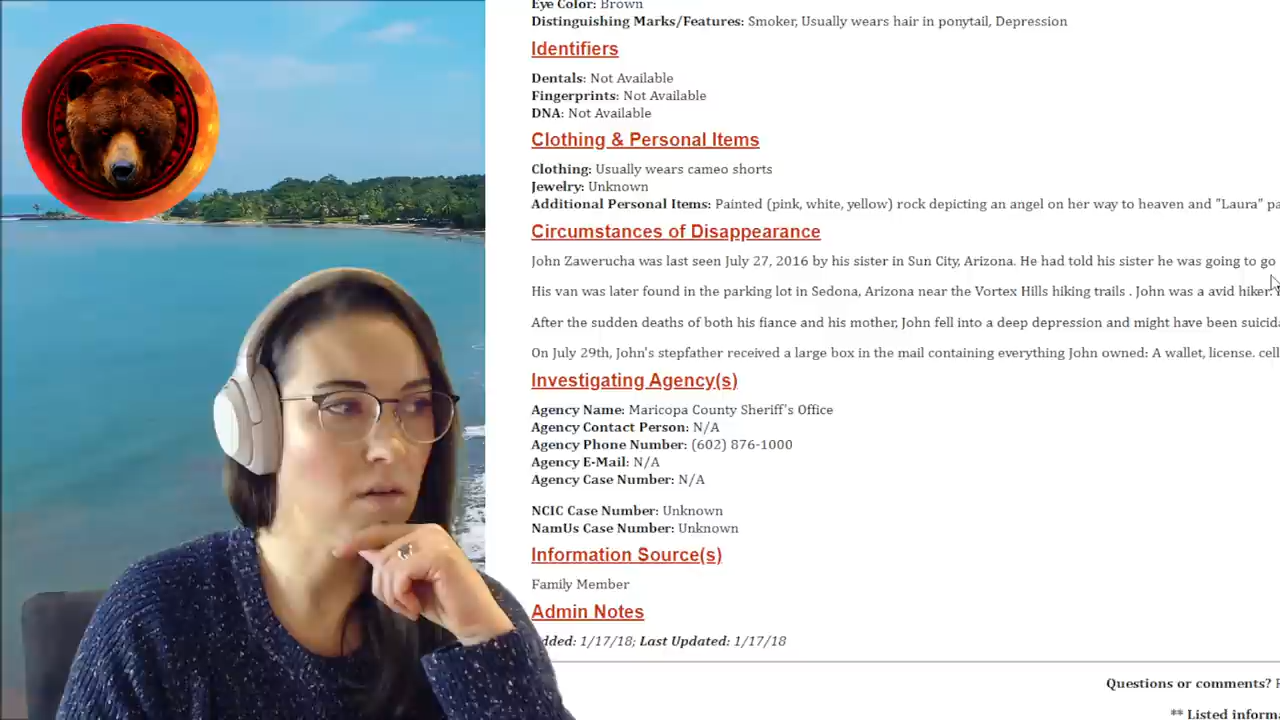 Eye Color: Brown
Distinguishing Marks/Features: Smoker, Usually wears hair in ponytail, Depression
Identifiers
Dentals: Not Available
Fingerprints: Not Available
DNA: Not Available
Clothing & Personal Items
Clothing: Usually wears cameo shorts
Jewelry: Unknown
Additional Personal Items: Painted (pink, white, yellow) rock depicting an angel on her way to heaven and "Laura" pa
Circumstances of Disappearance
John Zawerucha was last seen July 27, 2016 by his sister in Sun City, Arizona. He had told his sister he was going to go
His van was later found in the parking lot in Sedona, Arizona near the Vortex Hills hiking trails . John was a avid hiker.
After the sudden deaths of both his fiance and his mother, John fell into a deep depression and might have been suicida
On July 29th, John's stepfather received a large box in the mail containing everything John owned: A wallet, license. cell
Investigating Agency(s)
Agency Name: Maricopa County Sheriff's Office
Agency Contact Person: N/A
Agency Phone Number: (602) 876-1000
Agency E-Mail: N/A
Agency Case Number: N/A
NCIC Case Number: Unknown
NamUs Case Number: Unknown
Information Source(s)
Family Member
Admin Notes
dded: 1/17/18; Last Updated: 1/17/18
Questions or comments?
** Listed informa